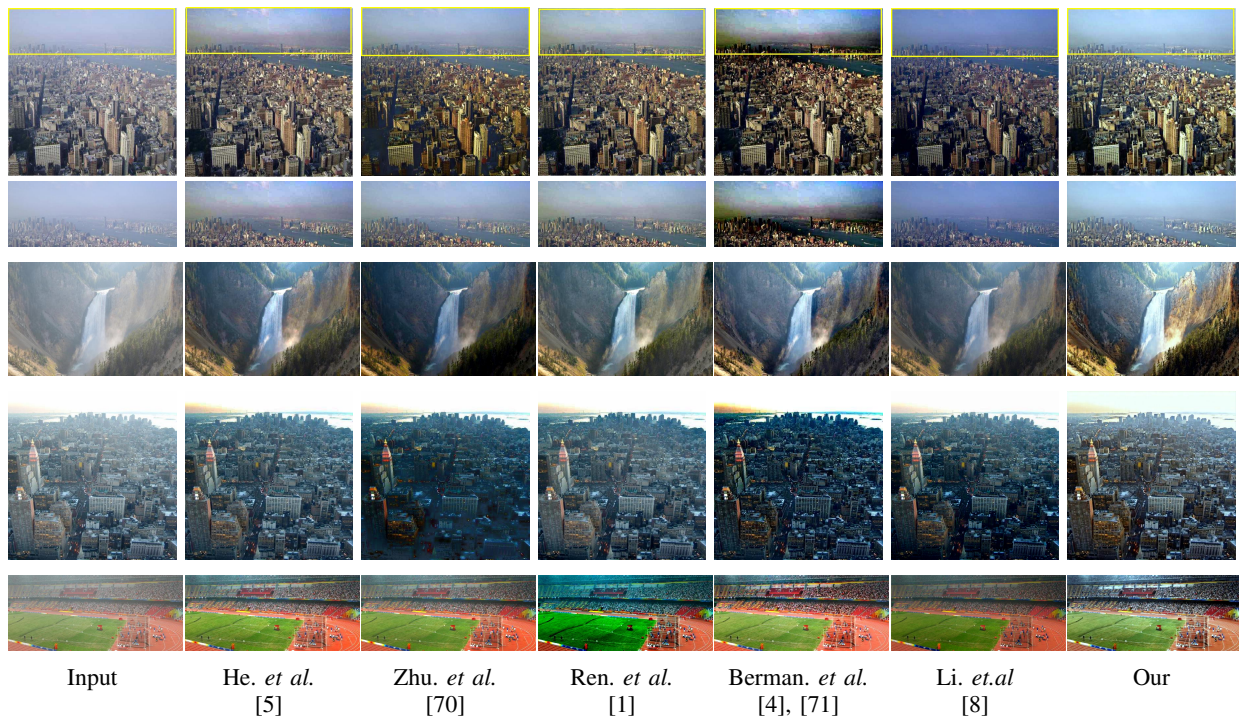 Input He. et al. Zhu. et al. Ren. et al. Berman. et al. Li. et.al Our
[5] [70] [1] [4], [71] [8]